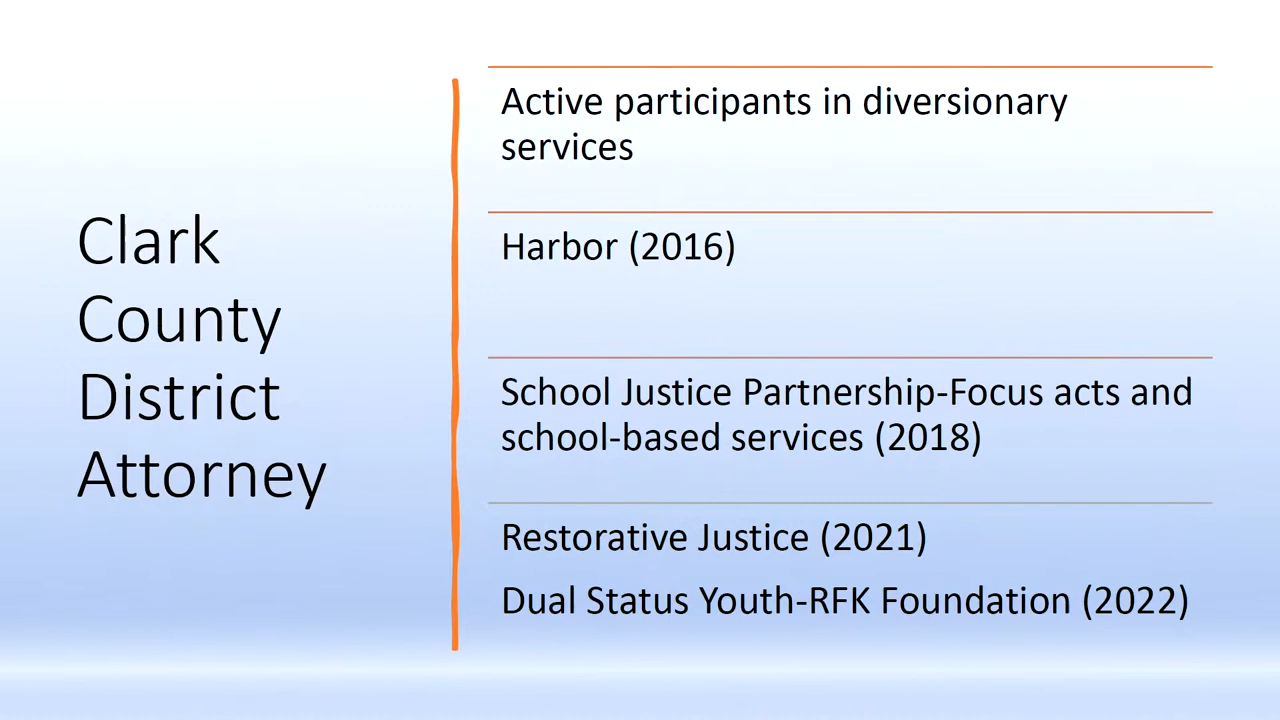 Clark
County
District
Attorney
Active participants in diversionary
services
Harbor (2016)
School Justice Partnership-Focus acts and
school-based services (2018)
Restorative Justice (2021)
Dual Status Youth-RFK Foundation (2022)